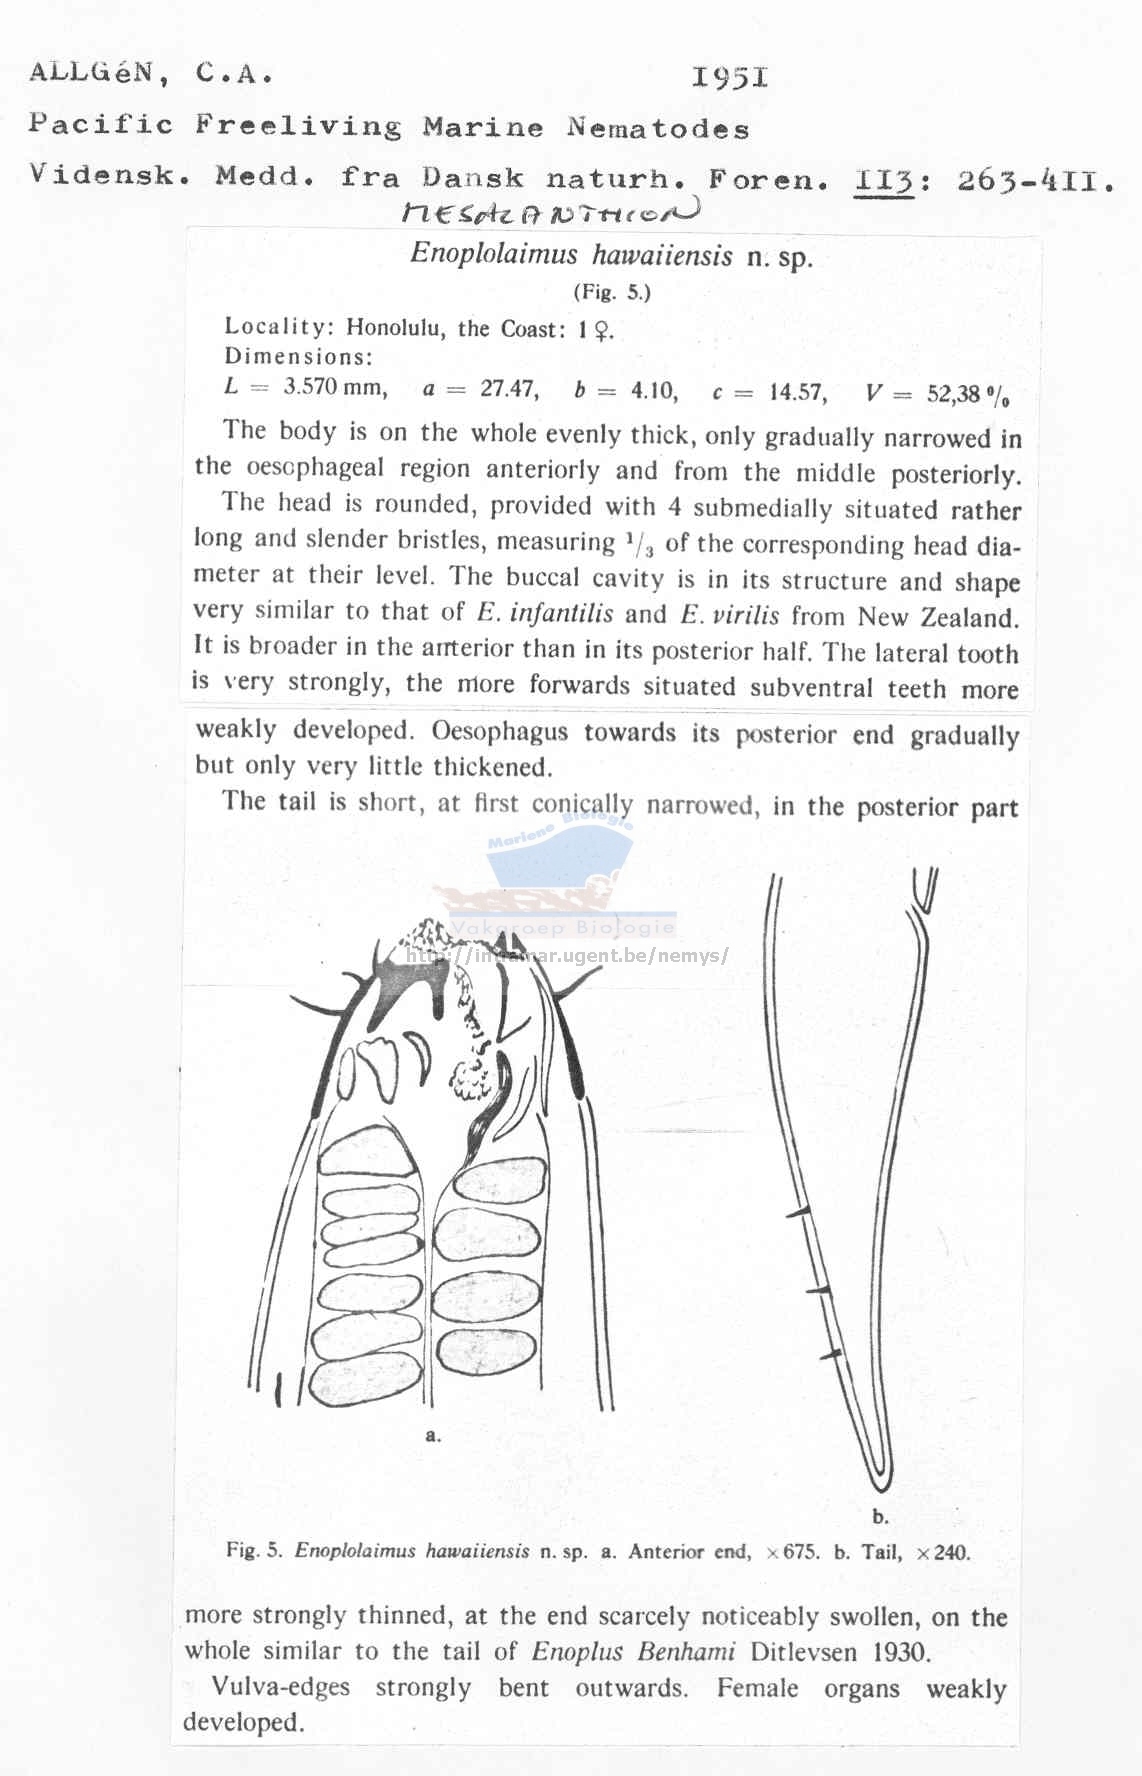 ALLGéN, C.A. 1951
Pacific Freeliving Marine Nematodes
Vidensk. Medd. fra Dansk naturh. Foren. II3: 263-4II.
MESACANTHION
Enoplolaimus hawaiiensis n. sp.
(Fig. 5.)
Locality: Honolulu, the Coast: 1 ♀.
Dimensions:
L = 3.570 mm, a = 27.47, b = 4.10, c = 14.57, V = 52,38 %
The body is on the whole evenly thick, only gradually narrowed in
the oesophageal region anteriorly and from the middle posteriorly.
The head is rounded, provided with 4 submedially situated rather
long and slender bristles, measuring 1/3 of the corresponding head dia-
meter at their level. The buccal cavity is in its structure and shape
very similar to that of E. infantilis and E. virilis from New Zealand.
It is broader in the anterior than in its posterior half. The lateral tooth
is very strongly, the more forwards situated subventral teeth more
weakly developed. Oesophagus towards its posterior end gradually
but only very little thickened.
The tail is short, at first conically narrowed, in the posterior part
Mariene Biologie
Vakgroep Biologie
http://intramar.ugent.be/nemys/
a.
b.
Fig. 5. Enoplolaimus hawaiiensis n. sp. a. Anterior end, ×675. b. Tail, ×240.
more strongly thinned, at the end scarcely noticeably swollen, on the
whole similar to the tail of Enoplus Benhami Ditlevsen 1930.
Vulva-edges strongly bent outwards. Female organs weakly
developed.